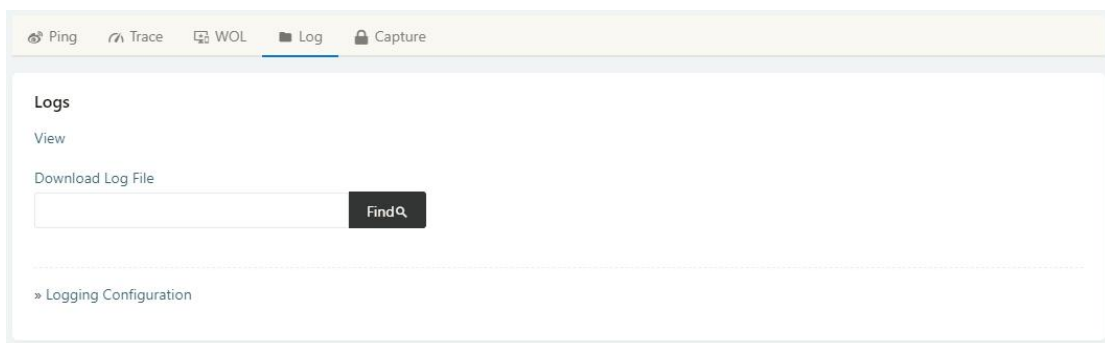 Ping Trace WOL Log Capture
Logs
View
Download Log File
Find
» Logging Configuration